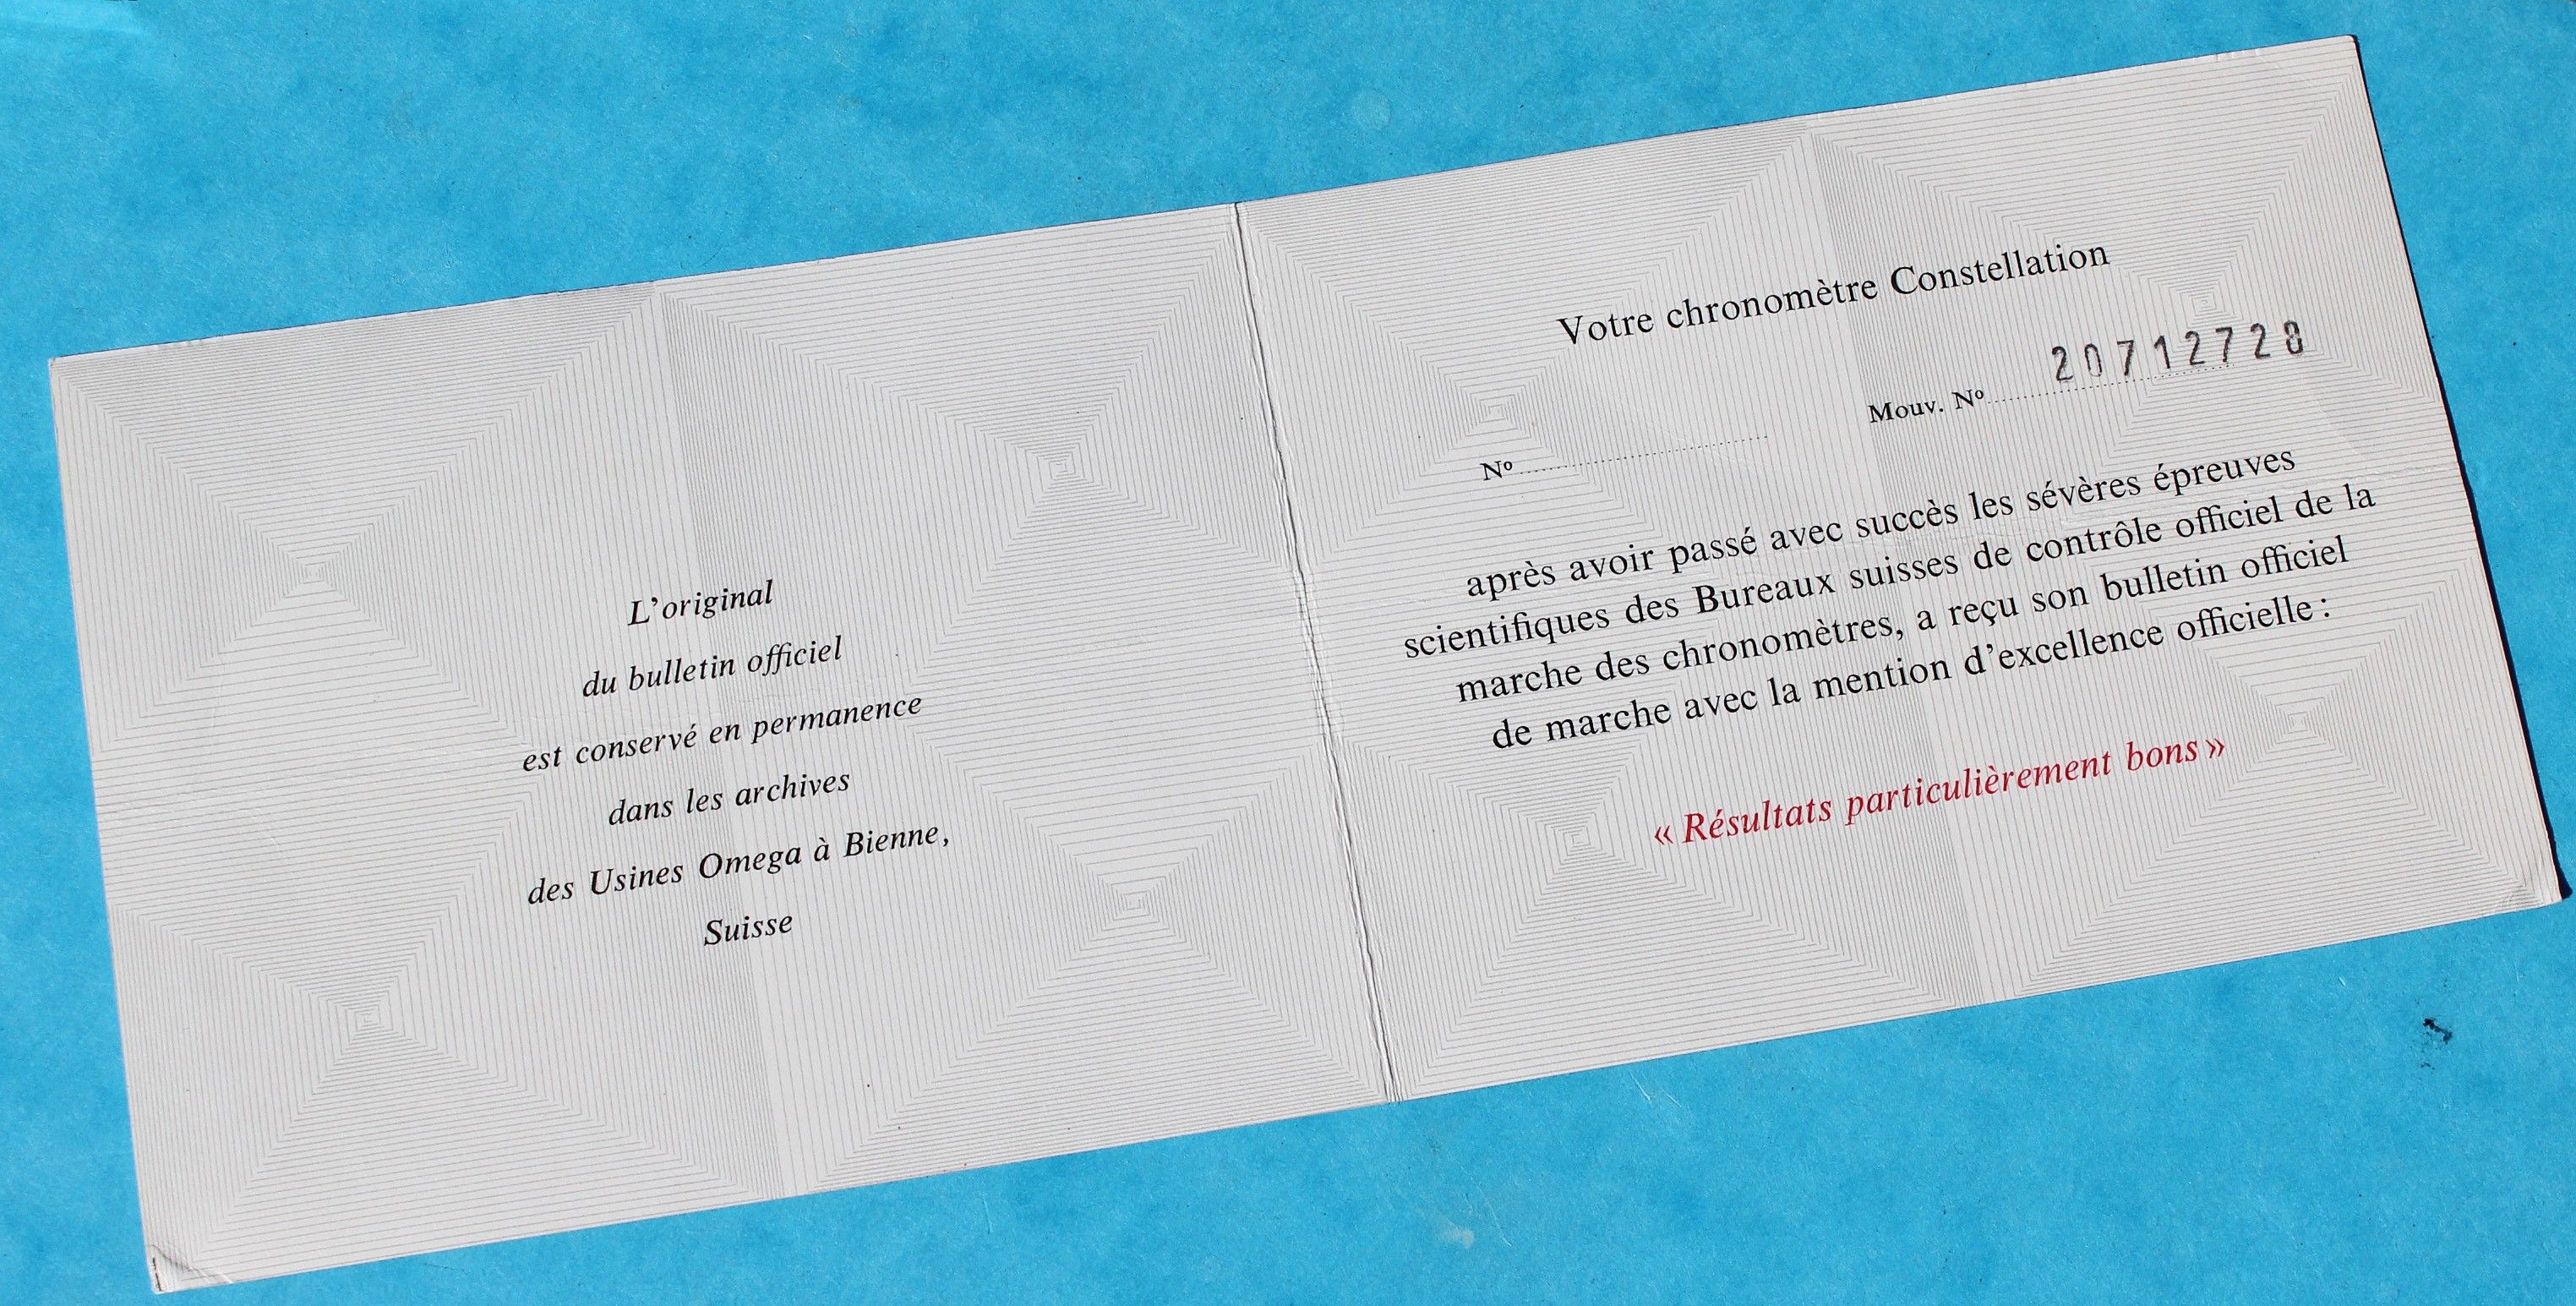 L’original
du bulletin officiel
est conservé en permanence
dans les archives
des Usines Omega à Bienne,
Suisse
Votre chronomètre Constellation
Nº
Mouv. Nº 20712728
après avoir passé avec succès les sévères épreuves
scientifiques des Bureaux suisses de contrôle officiel de la
marche des chronomètres, a reçu son bulletin officiel
de marche avec la mention d’excellence officielle :
« Résultats particulièrement bons »